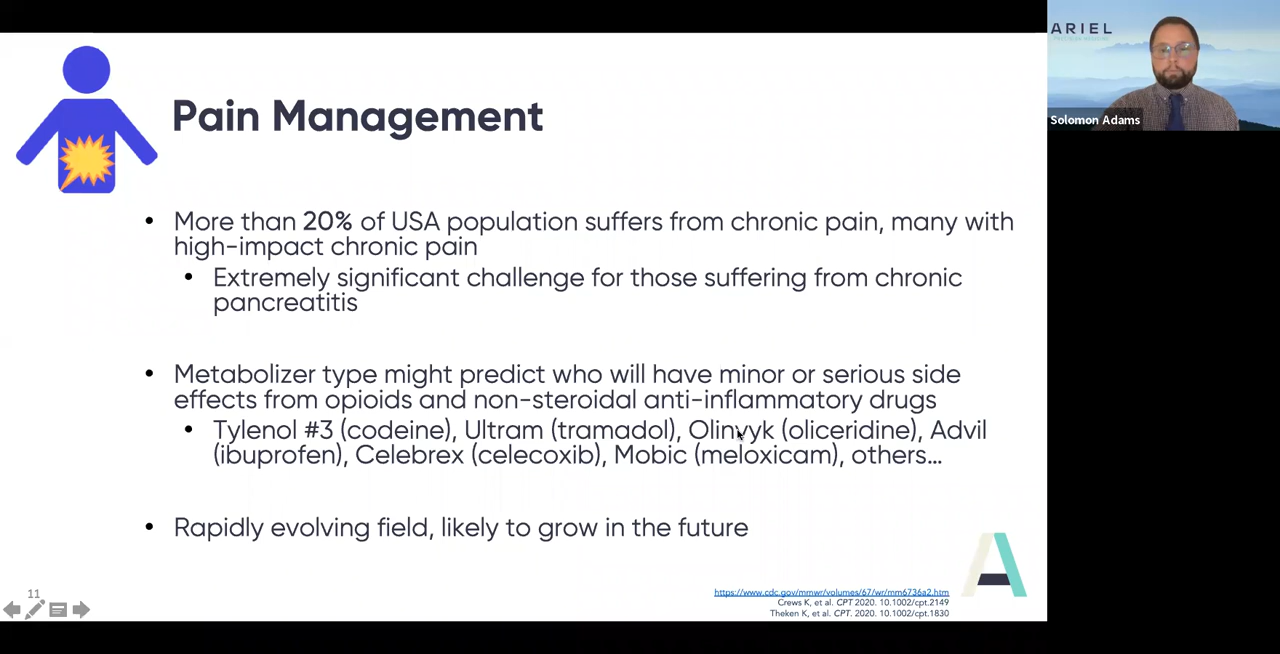 Pain Management
• More than 20% of USA population suffers from chronic pain, many with
high-impact chronic pain
• Extremely significant challenge for those suffering from chronic
pancreatitis
• Metabolizer type might predict who will have minor or serious side
effects from opioids and non-steroidal anti-inflammatory drugs
• Tylenol #3 (codeine), Ultram (tramadol), Olinvyk (oliceridine), Advil
(ibuprofen), Celebrex (celecoxib), Mobic (meloxicam), others…
• Rapidly evolving field, likely to grow in the future
https://www.cdc.gov/mmwr/volumes/67/wr/mm6736a2.htm
Crews K, et al. CPT 2020. 10.1002/cpt.2149
Theken K, et al. CPT. 2020. 10.1002/cpt.1830
11
A
ARIEL
Solomon Adams